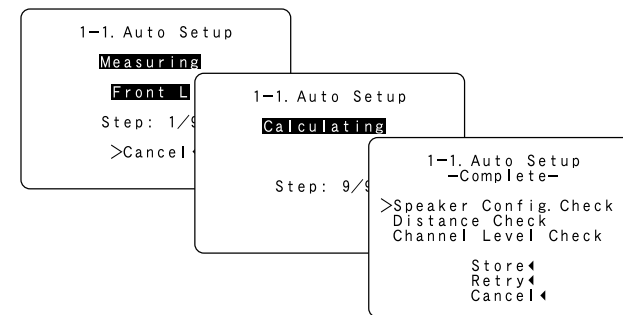 1-1. Auto Setup
Measuring
Front L
Step: 1/9
>Cancel
1-1. Auto Setup
Calculating
Step: 9/9
1-1. Auto Setup
-Complete-
>Speaker Config. Check
Distance Check
Channel Level Check
Store◀
Retry◀
Cancel◀